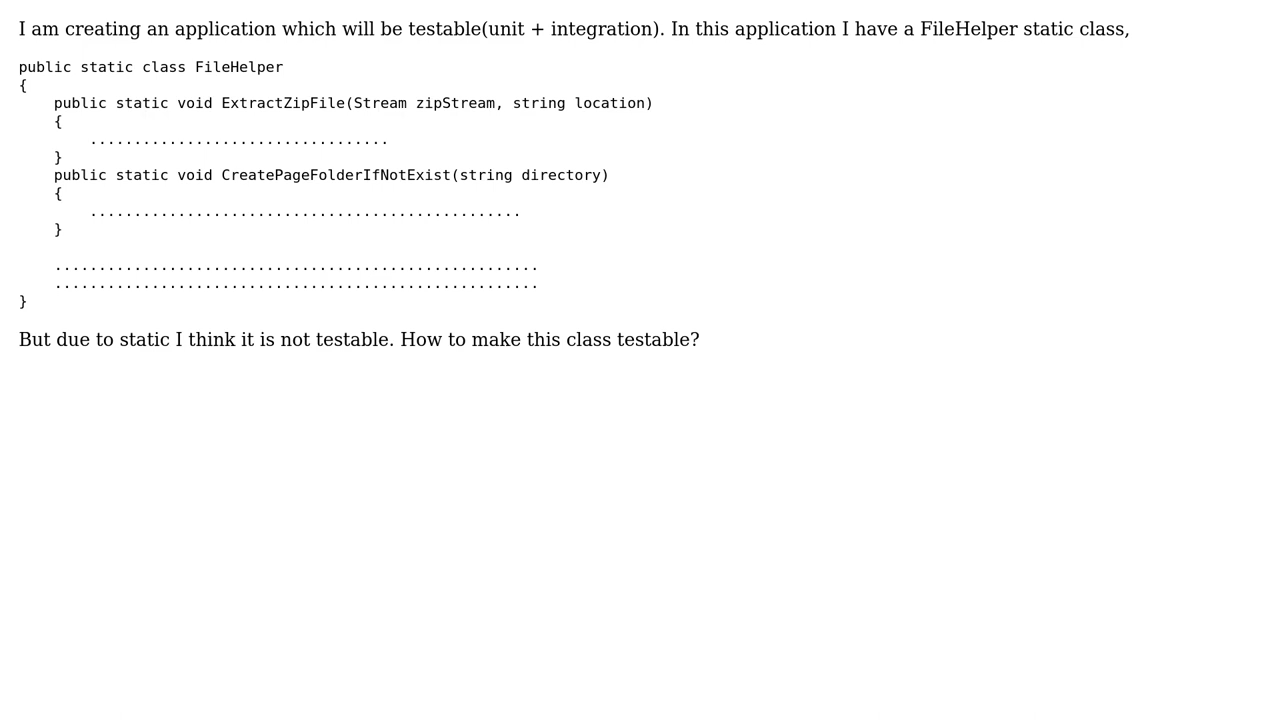 I am creating an application which will be testable(unit + integration). In this application I have a FileHelper static class,
public static class FileHelper
{
    public static void ExtractZipFile(Stream zipStream, string location)
    {
        ..................................
    }
    public static void CreatePageFolderIfNotExist(string directory)
    {
        .................................................
    }
    .......................................................
    .......................................................
}
But due to static I think it is not testable. How to make this class testable?